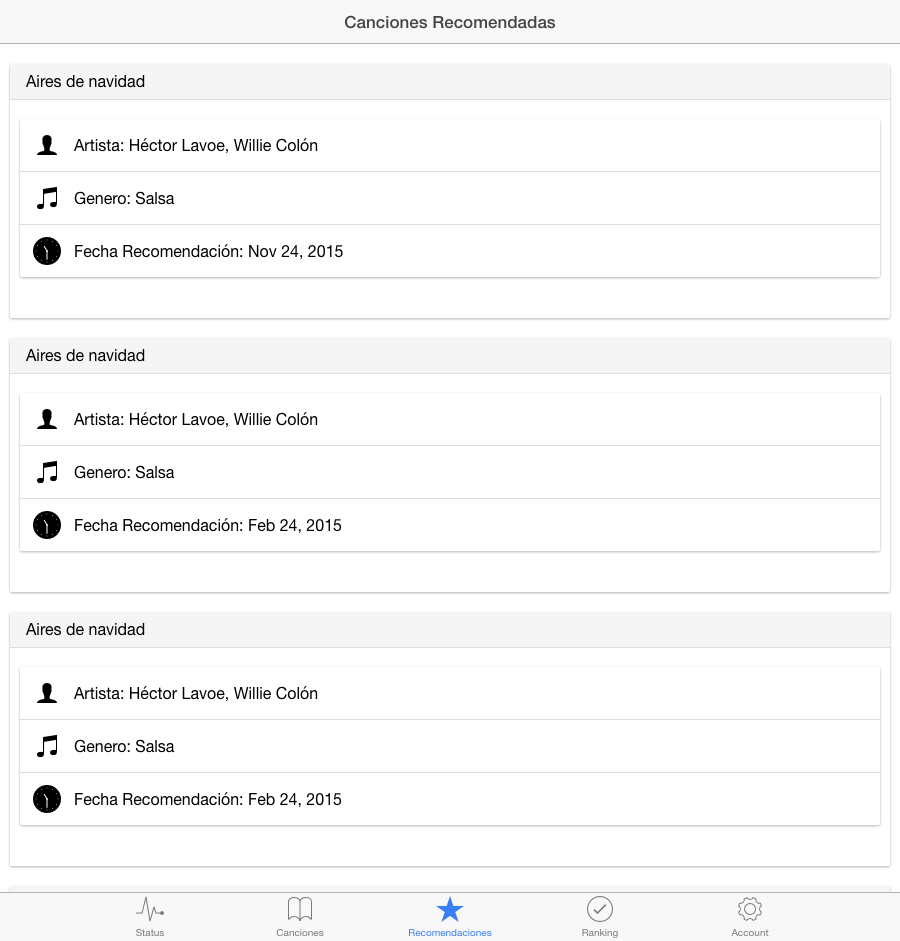 Canciones Recomendadas
Aires de navidad
Artista: Héctor Lavoe, Willie Colón
Genero: Salsa
Fecha Recomendación: Nov 24, 2015
Aires de navidad
Artista: Héctor Lavoe, Willie Colón
Genero: Salsa
Fecha Recomendación: Feb 24, 2015
Aires de navidad
Artista: Héctor Lavoe, Willie Colón
Genero: Salsa
Fecha Recomendación: Feb 24, 2015
Status Canciones Recomendaciones Ranking Account